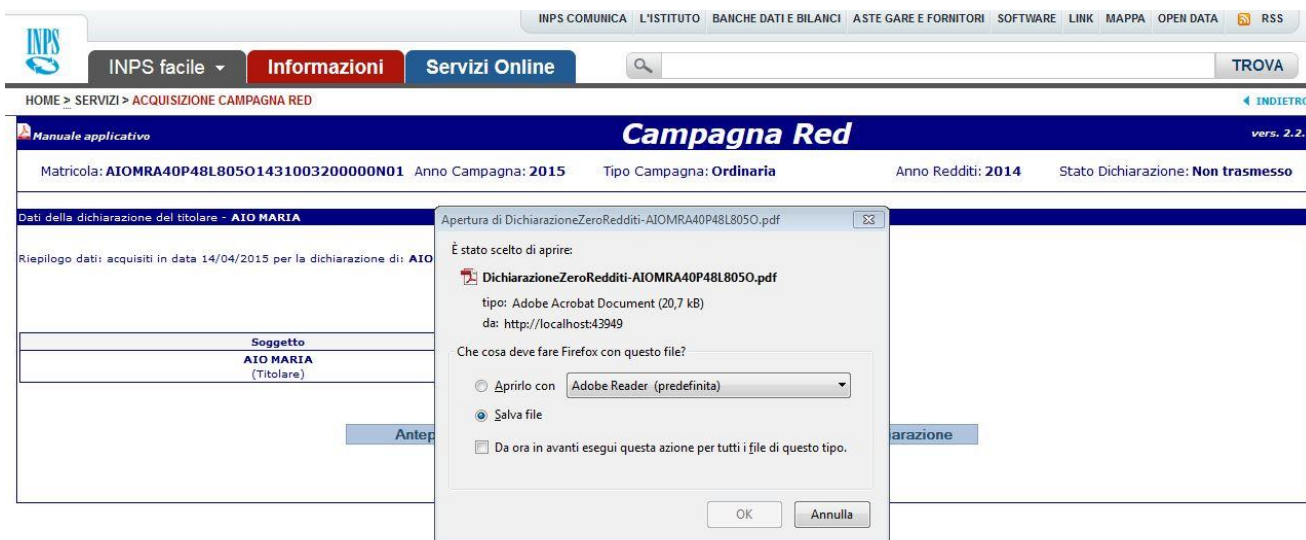 INPS COMUNICA L'ISTITUTO BANCHE DATI E BILANCI ASTE GARE E FORNITORI SOFTWARE LINK MAPPA OPEN DATA RSS
INPS
INPS facile Informazioni Servizi Online TROVA
HOME > SERVIZI > ACQUISIZIONE CAMPAGNA RED INDIETRO
Manuale applicativo Campagna Red vers. 2.2.
Matricola: AIOMRA40P48L805O1431003200000N01 Anno Campagna: 2015 Tipo Campagna: Ordinaria Anno Redditi: 2014 Stato Dichiarazione: Non trasmesso
Dati della dichiarazione del titolare - AIO MARIA
Riepilogo dati: acquisiti in data 14/04/2015 per la dichiarazione di: AIO
Soggetto
AIO MARIA
(Titolare)
Antep
arazione
Apertura di DichiarazioneZeroRedditi-AIOMRA40P48L805O.pdf
È stato scelto di aprire:
DichiarazioneZeroRedditi-AIOMRA40P48L805O.pdf
tipo: Adobe Acrobat Document (20,7 kB)
da: http://localhost:43949
Che cosa deve fare Firefox con questo file?
Aprirlo con Adobe Reader (predefinita)
Salva file
Da ora in avanti esegui questa azione per tutti i file di questo tipo.
OK Annulla